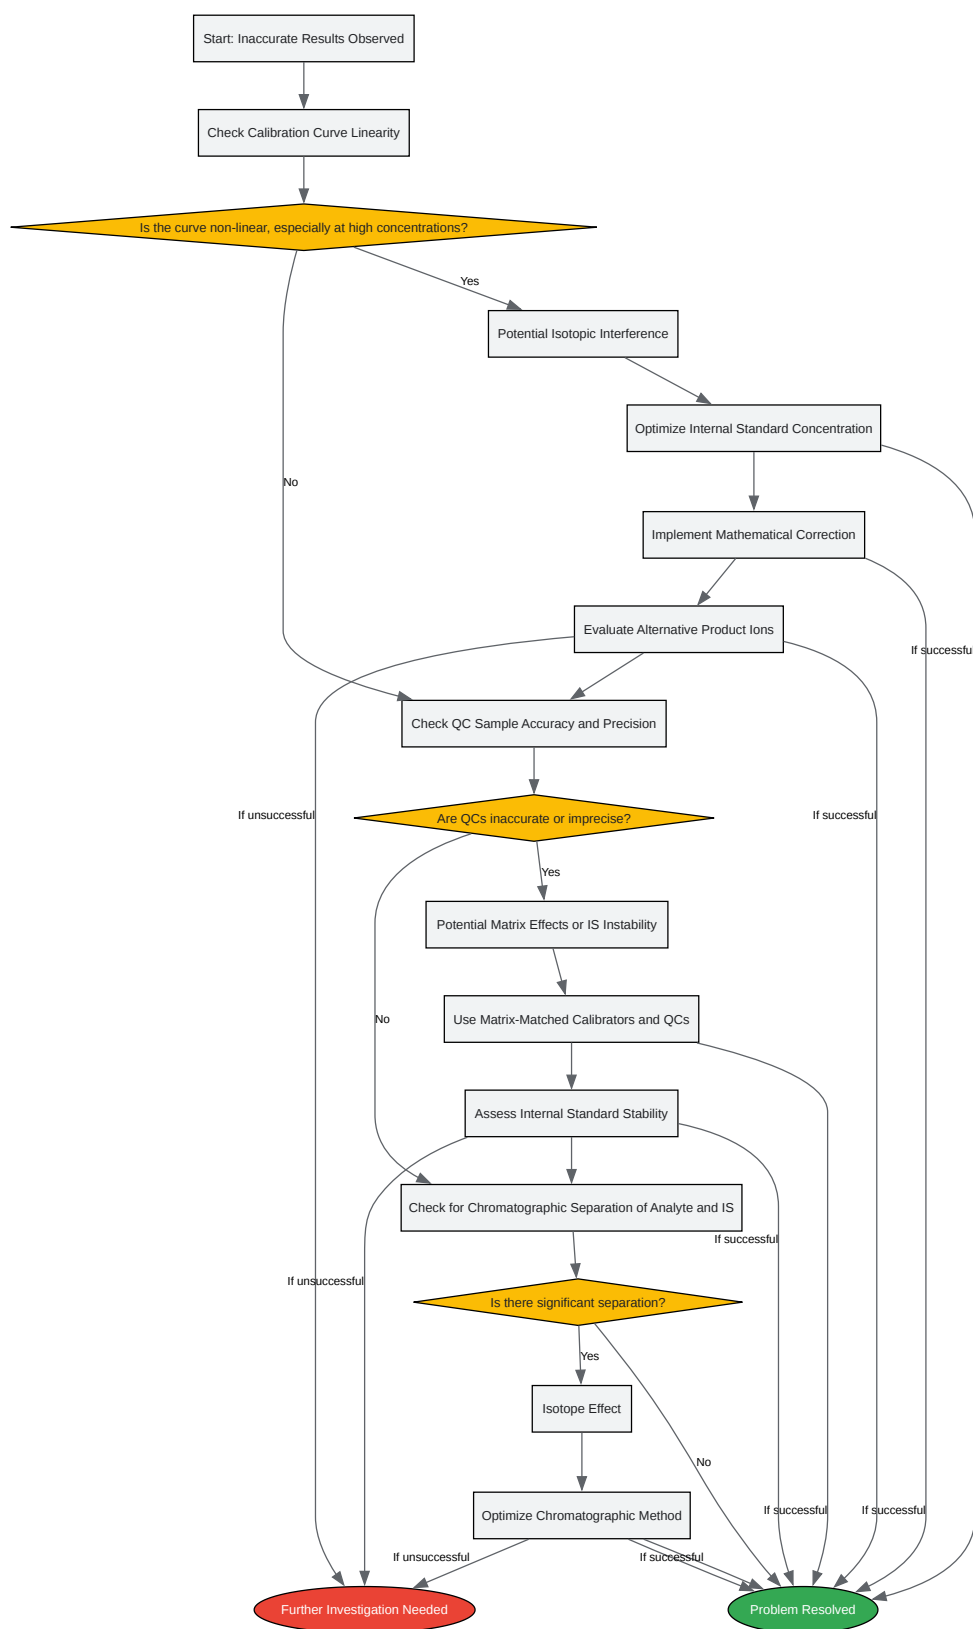 Start: Inaccurate Results Observed
Check Calibration Curve Linearity
Is the curve non-linear, especially at high concentrations?
Yes
Potential Isotopic Interference
Optimize Internal Standard Concentration
No
Implement Mathematical Correction
Evaluate Alternative Product Ions
If successful
Check QC Sample Accuracy and Precision
If unsuccessful
If successful
Are QCs inaccurate or imprecise?
Yes
Potential Matrix Effects or IS Instability
No
Use Matrix-Matched Calibrators and QCs
Assess Internal Standard Stability
Check for Chromatographic Separation of Analyte and IS
If successful
If unsuccessful
Is there significant separation?
Yes
Isotope Effect
No
Optimize Chromatographic Method
If successful
If successful
If unsuccessful
If successful
Further Investigation Needed
Problem Resolved